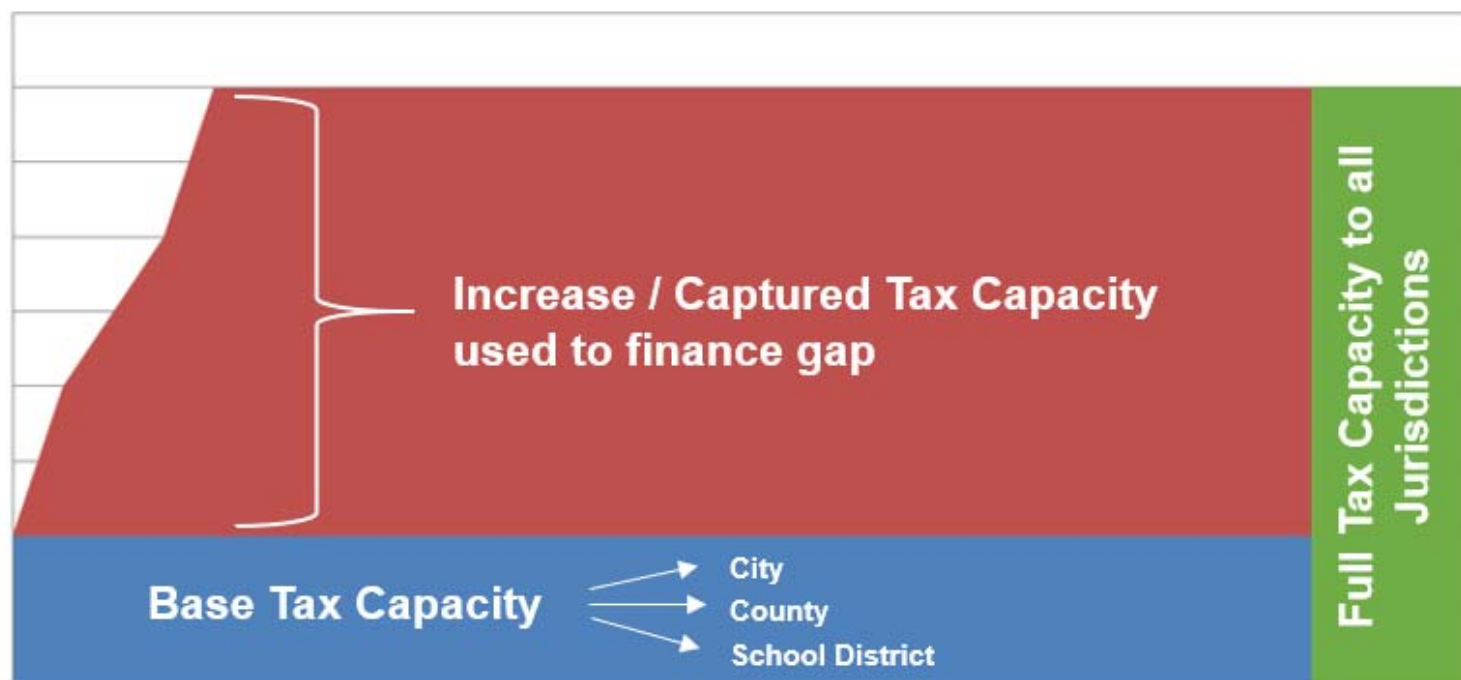 Increase / Captured Tax Capacity
used to finance gap
Base Tax Capacity
City
County
School District
Full Tax Capacity to all
Jurisdictions